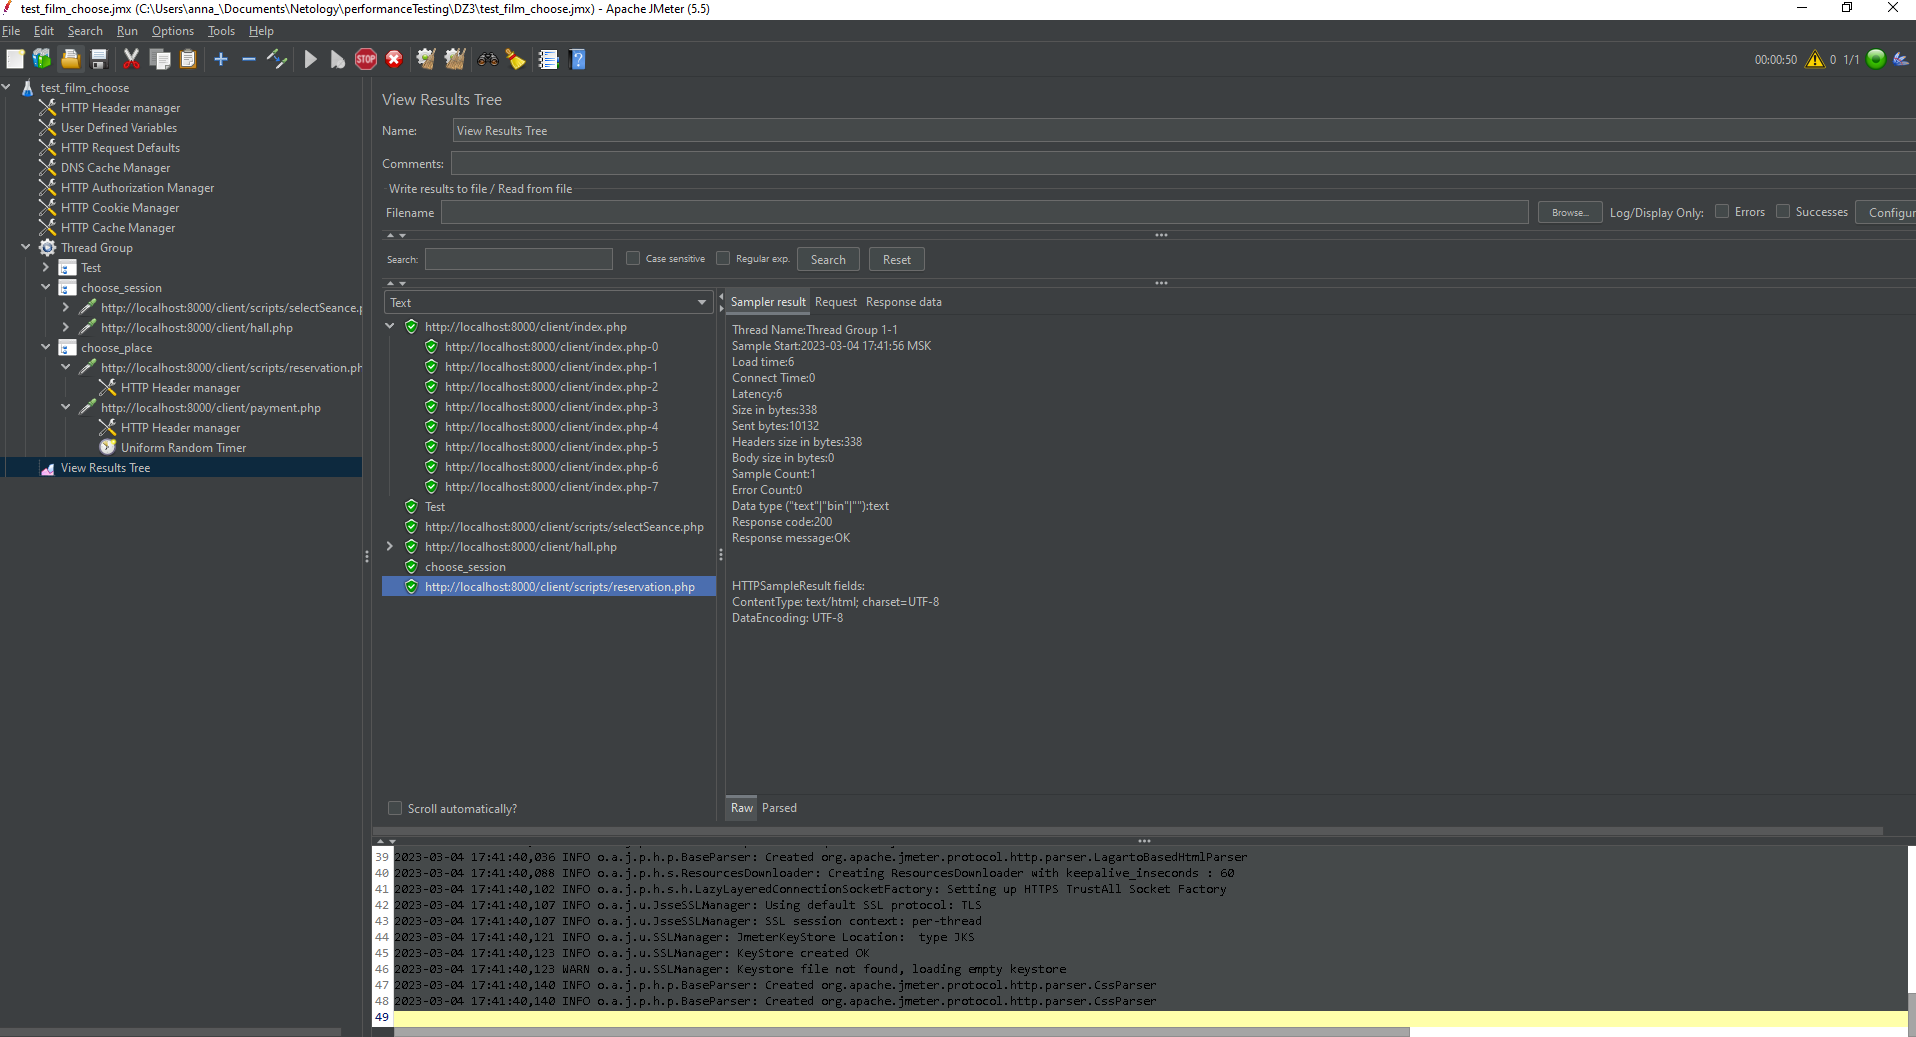 test_film_choose.jmx (C:\Users\anna_\Documents\Netology\performanceTesting\DZ3\test_film_choose.jmx) - Apache JMeter (5.5)
File Edit Search Run Options Tools Help
STOP
00:00:50 0 1/1
test_film_choose
HTTP Header manager
User Defined Variables
HTTP Request Defaults
DNS Cache Manager
HTTP Authorization Manager
HTTP Cookie Manager
HTTP Cache Manager
Thread Group
Test
choose_session
http://localhost:8000/client/scripts/selectSeance.p
http://localhost:8000/client/hall.php
choose_place
http://localhost:8000/client/scripts/reservation.ph
HTTP Header manager
http://localhost:8000/client/payment.php
HTTP Header manager
Uniform Random Timer
View Results Tree
View Results Tree
Name: View Results Tree
Comments:
Write results to file / Read from file
Filename Browse... Log/Display Only: Errors Successes Configur
Search: Case sensitive Regular exp. Search Reset
Text
http://localhost:8000/client/index.php
http://localhost:8000/client/index.php-0
http://localhost:8000/client/index.php-1
http://localhost:8000/client/index.php-2
http://localhost:8000/client/index.php-3
http://localhost:8000/client/index.php-4
http://localhost:8000/client/index.php-5
http://localhost:8000/client/index.php-6
http://localhost:8000/client/index.php-7
Test
http://localhost:8000/client/scripts/selectSeance.php
http://localhost:8000/client/hall.php
choose_session
http://localhost:8000/client/scripts/reservation.php
Scroll automatically?
Sampler result Request Response data
Thread Name:Thread Group 1-1
Sample Start:2023-03-04 17:41:56 MSK
Load time:6
Connect Time:0
Latency:6
Size in bytes:338
Sent bytes:10132
Headers size in bytes:338
Body size in bytes:0
Sample Count:1
Error Count:0
Data type ("text"|"bin"|""):text
Response code:200
Response message:OK
HTTPSampleResult fields:
ContentType: text/html; charset=UTF-8
DataEncoding: UTF-8
Raw Parsed
39 2023-03-04 17:41:40,036 INFO o.a.j.p.h.p.BaseParser: Created org.apache.jmeter.protocol.http.parser.LagartoBasedHtmlParser
40 2023-03-04 17:41:40,088 INFO o.a.j.p.h.s.ResourcesDownloader: Creating ResourcesDownloader with keepalive_inseconds : 60
41 2023-03-04 17:41:40,102 INFO o.a.j.p.h.s.h.LazyLayeredConnectionSocketFactory: Setting up HTTPS TrustAll Socket Factory
42 2023-03-04 17:41:40,107 INFO o.a.j.u.JsseSSLManager: Using default SSL protocol: TLS
43 2023-03-04 17:41:40,107 INFO o.a.j.u.JsseSSLManager: SSL session context: per-thread
44 2023-03-04 17:41:40,121 INFO o.a.j.u.SSLManager: JmeterKeyStore Location:  type JKS
45 2023-03-04 17:41:40,123 INFO o.a.j.u.SSLManager: KeyStore created OK
46 2023-03-04 17:41:40,123 WARN o.a.j.u.SSLManager: Keystore file not found, loading empty keystore
47 2023-03-04 17:41:40,140 INFO o.a.j.p.h.p.BaseParser: Created org.apache.jmeter.protocol.http.parser.CssParser
48 2023-03-04 17:41:40,140 INFO o.a.j.p.h.p.BaseParser: Created org.apache.jmeter.protocol.http.parser.CssParser
49